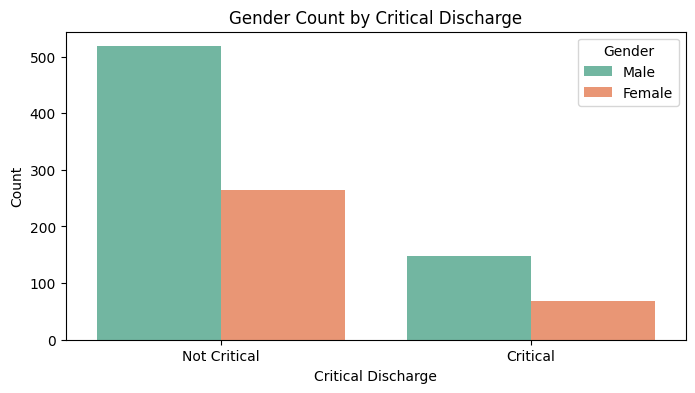 Gender Count by Critical Discharge
Gender
Male
Female
500
400
300
200
100
0
Count
Not Critical
Critical
Critical Discharge